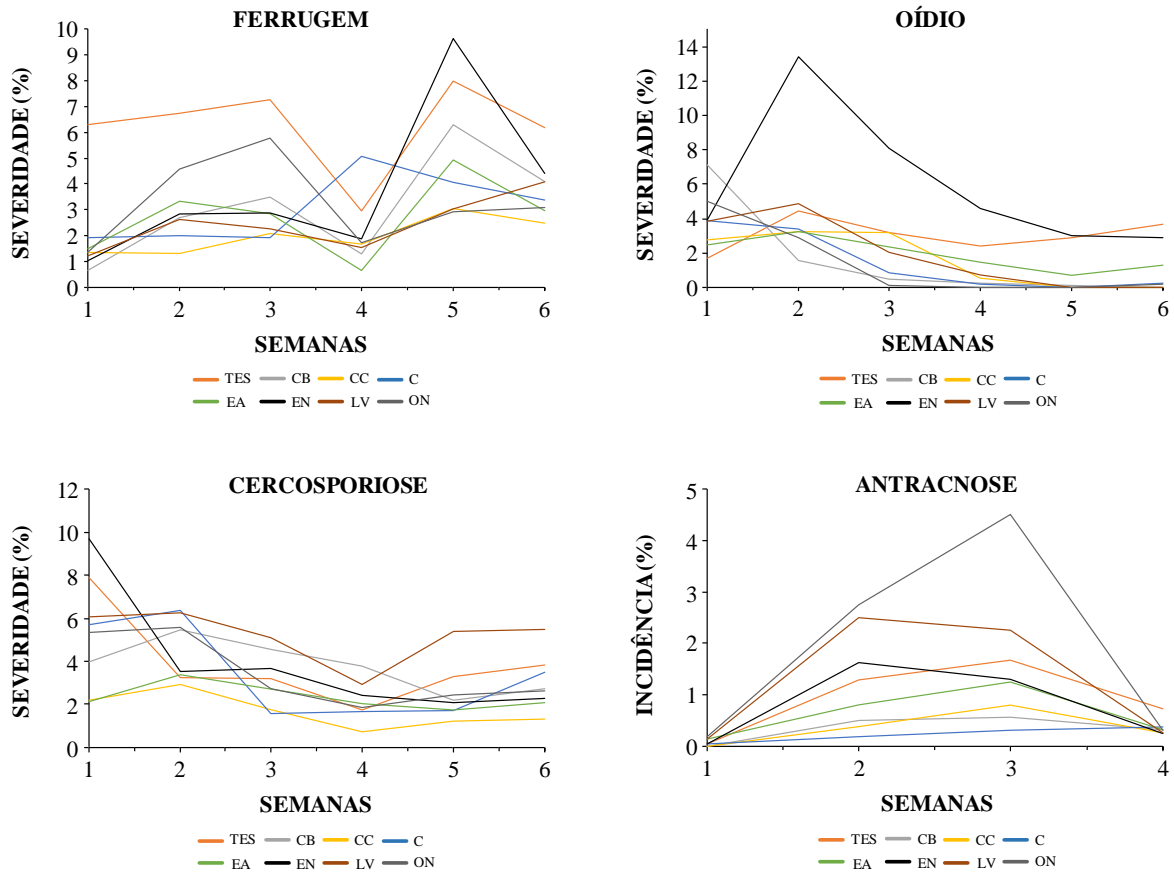 FERRUGEM
SEVERIDADE (%)
10
9
8
7
6
5
4
3
2
1
0
1 2 3 4 5 6
SEMANAS
TES CB CC C
EA EN LV ON
OÍDIO
SEVERIDADE (%)
14
12
10
8
6
4
2
0
1 2 3 4 5 6
SEMANAS
TES CB CC C
EA EN LV ON
CERCOSPORIOSE
SEVERIDADE (%)
12
10
8
6
4
2
0
1 2 3 4 5 6
SEMANAS
TES CB CC C
EA EN LV ON
ANTRACNOSE
INCIDÊNCIA (%)
5
4
3
2
1
0
1 2 3 4
SEMANAS
TES CB CC C
EA EN LV ON